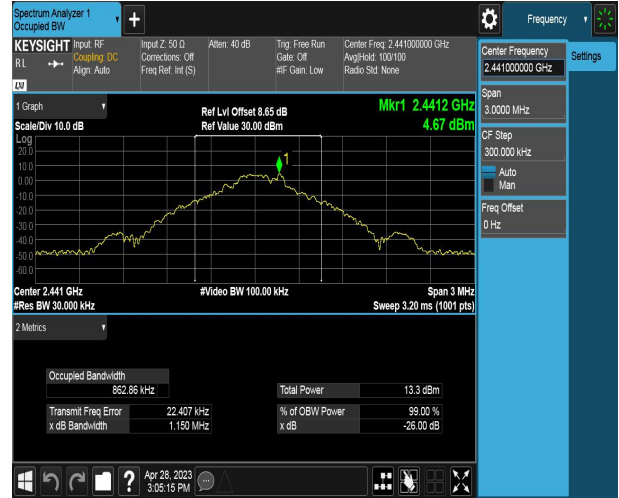 Spectrum Analyzer 1
Occupied BW
+
Frequency
KEYSIGHT
RL
LXI
Input: RF
Coupling: DC
Align: Auto
Input Z: 50 Ω
Corrections: Off
Freq Ref: Int (S)
Atten: 40 dB
Trig: Free Run
Gate: Off
#IF Gain: Low
Center Freq: 2.441000000 GHz
Avg|Hold: 100/100
Radio Std: None
Center Frequency
2.441000000 GHz
Settings
Span
3.0000 MHz
CF Step
300.000 kHz
Auto
Man
Freq Offset
0 Hz
1 Graph
Scale/Div 10.0 dB
Ref Lvl Offset 8.65 dB
Ref Value 30.00 dBm
Mkr1 2.4412 GHz
4.67 dBm
Log
20.0
10.0
0.00
-10.0
-20.0
-30.0
-40.0
-50.0
-60.0
1
Center 2.441 GHz
#Res BW 30.000 kHz
#Video BW 100.00 kHz
Span 3 MHz
Sweep 3.20 ms (1001 pts)
2 Metrics
Occupied Bandwidth
862.86 kHz
Total Power 13.3 dBm
Transmit Freq Error 22.407 kHz
% of OBW Power 99.00 %
x dB Bandwidth 1.150 MHz
x dB -26.00 dB
?
Apr 28, 2023
3:05:15 PM